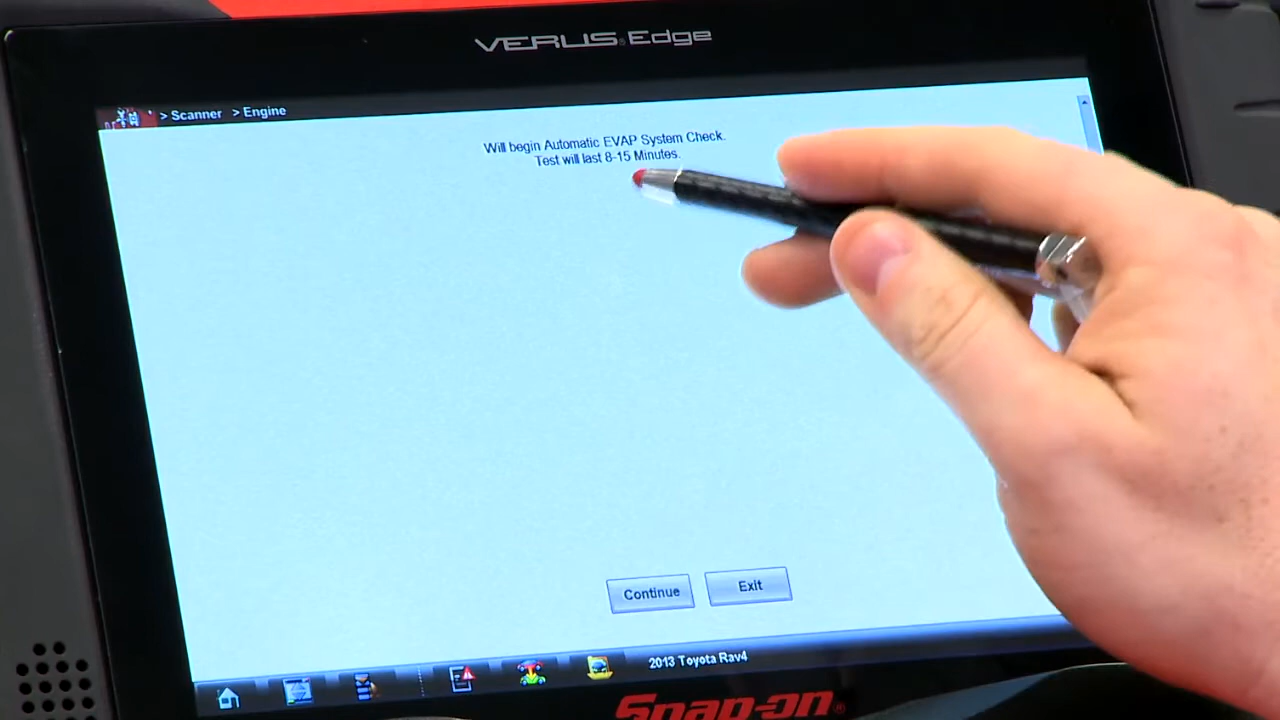 VERUS® Edge
> Scanner > Engine
Will begin Automatic EVAP System Check.
Test will last 8-15 Minutes.
Continue Exit
2013 Toyota Rav4
Snap-on®